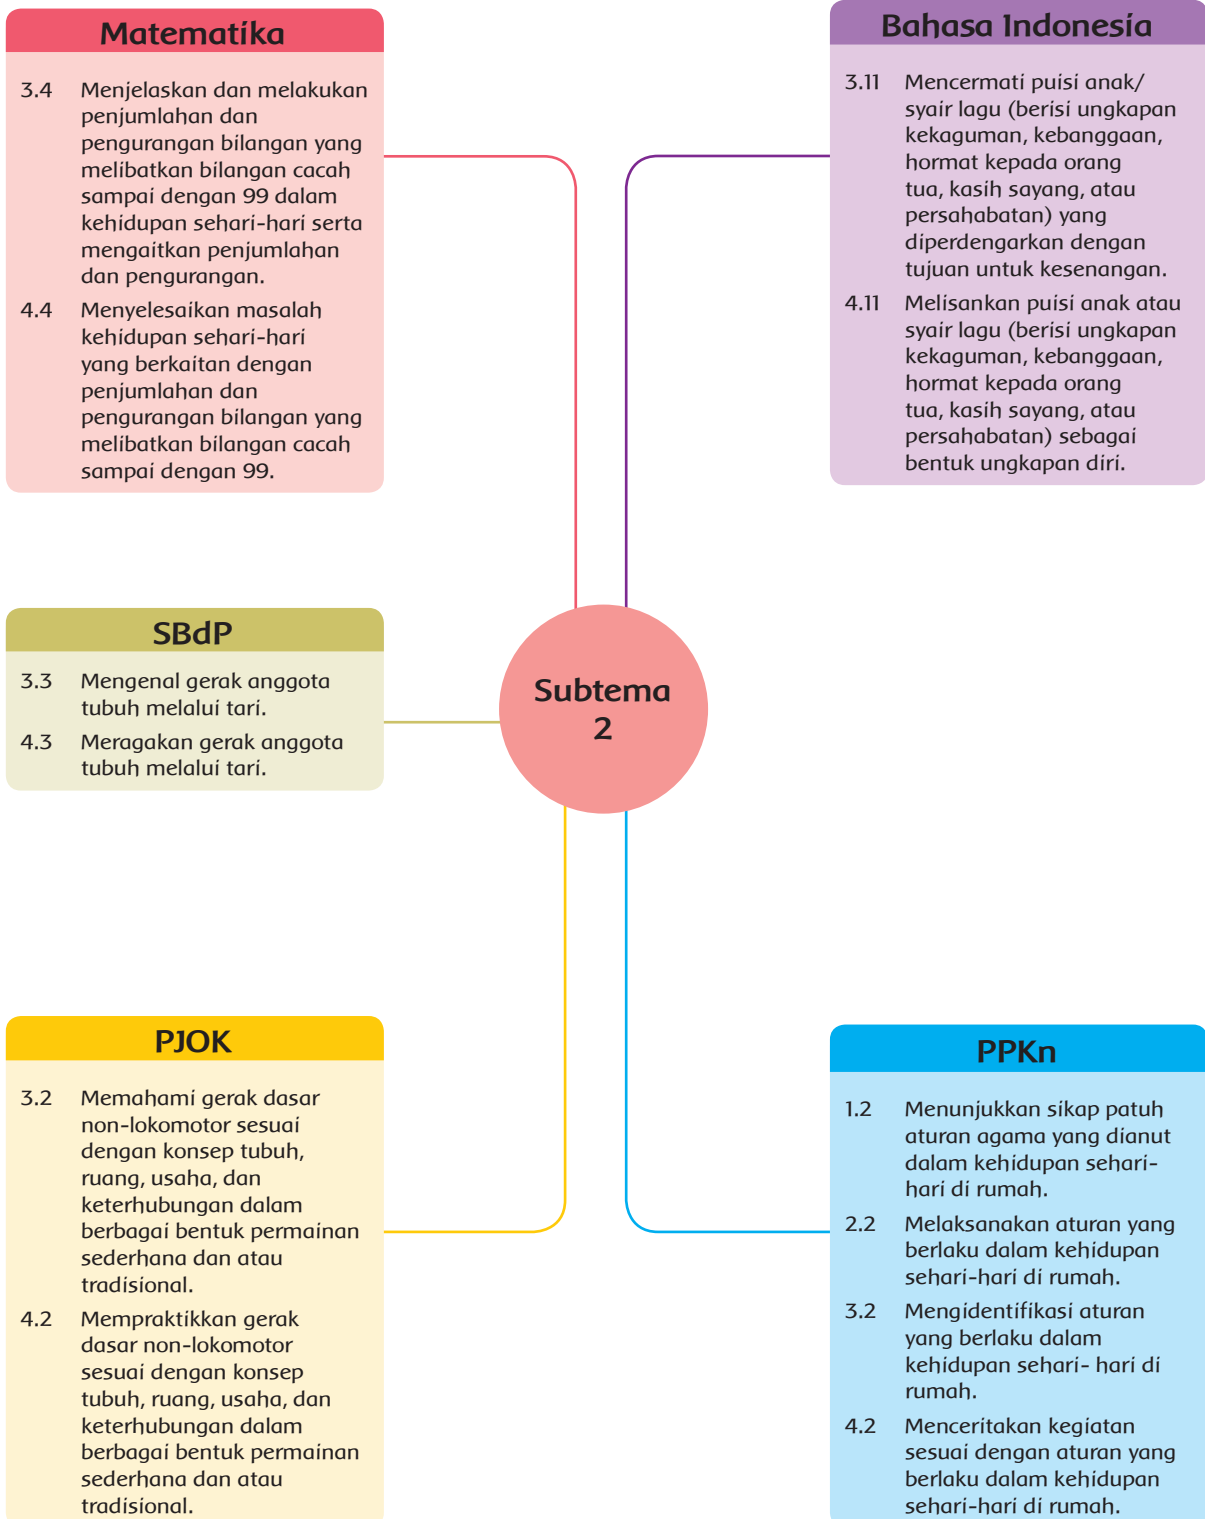 Matematika
3.4 Menjelaskan dan melakukan
penjumlahan dan
pengurangan bilangan yang
melibatkan bilangan cacah
sampai dengan 99 dalam
kehidupan sehari-hari serta
mengaitkan penjumlahan
dan pengurangan.
4.4 Menyelesaikan masalah
kehidupan sehari-hari
yang berkaitan dengan
penjumlahan dan
pengurangan bilangan yang
melibatkan bilangan cacah
sampai dengan 99.
Bahasa Indonesia
3.11 Mencermati puisi anak/
syair lagu (berisi ungkapan
kekaguman, kebanggaan,
hormat kepada orang
tua, kasih sayang, atau
persahabatan) yang
diperdengarkan dengan
tujuan untuk kesenangan.
4.11 Melisankan puisi anak atau
syair lagu (berisi ungkapan
kekaguman, kebanggaan,
hormat kepada orang
tua, kasih sayang, atau
persahabatan) sebagai
bentuk ungkapan diri.
SBdP
3.3 Mengenal gerak anggota
tubuh melalui tari.
4.3 Meragakan gerak anggota
tubuh melalui tari.
Subtema
2
PJOK
3.2 Memahami gerak dasar
non-lokomotor sesuai
dengan konsep tubuh,
ruang, usaha, dan
keterhubungan dalam
berbagai bentuk permainan
sederhana dan atau
tradisional.
4.2 Mempraktikkan gerak
dasar non-lokomotor
sesuai dengan konsep
tubuh, ruang, usaha, dan
keterhubungan dalam
berbagai bentuk permainan
sederhana dan atau
tradisional.
PPKn
1.2 Menunjukkan sikap patuh
aturan agama yang dianut
dalam kehidupan sehari-
hari di rumah.
2.2 Melaksanakan aturan yang
berlaku dalam kehidupan
sehari-hari di rumah.
3.2 Mengidentifikasi aturan
yang berlaku dalam
kehidupan sehari- hari di
rumah.
4.2 Menceritakan kegiatan
sesuai dengan aturan yang
berlaku dalam kehidupan
sehari-hari di rumah.